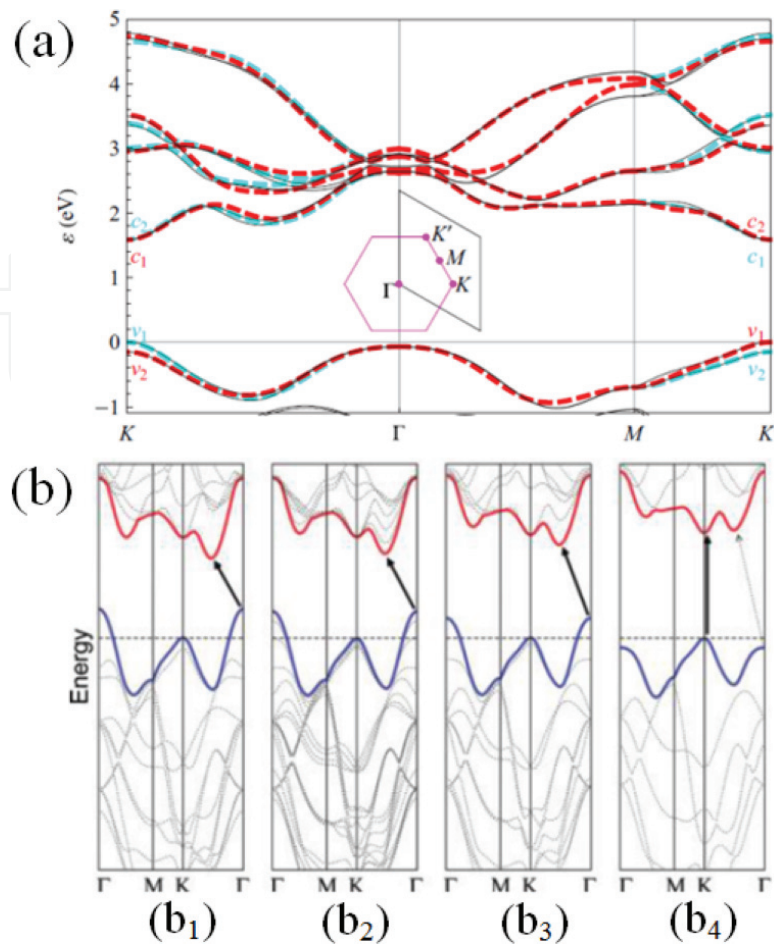 (a)
5
4
3
2
1
0
−1
ε (eV)
c₂
c₁
v₁
v₂
c₂
c₁
v₁
v₂
K′
M
K
Γ
K Γ M K
(b)
Energy
Γ M K Γ Γ M K Γ Γ M K Γ Γ M K Γ
(b₁) (b₂) (b₃) (b₄)